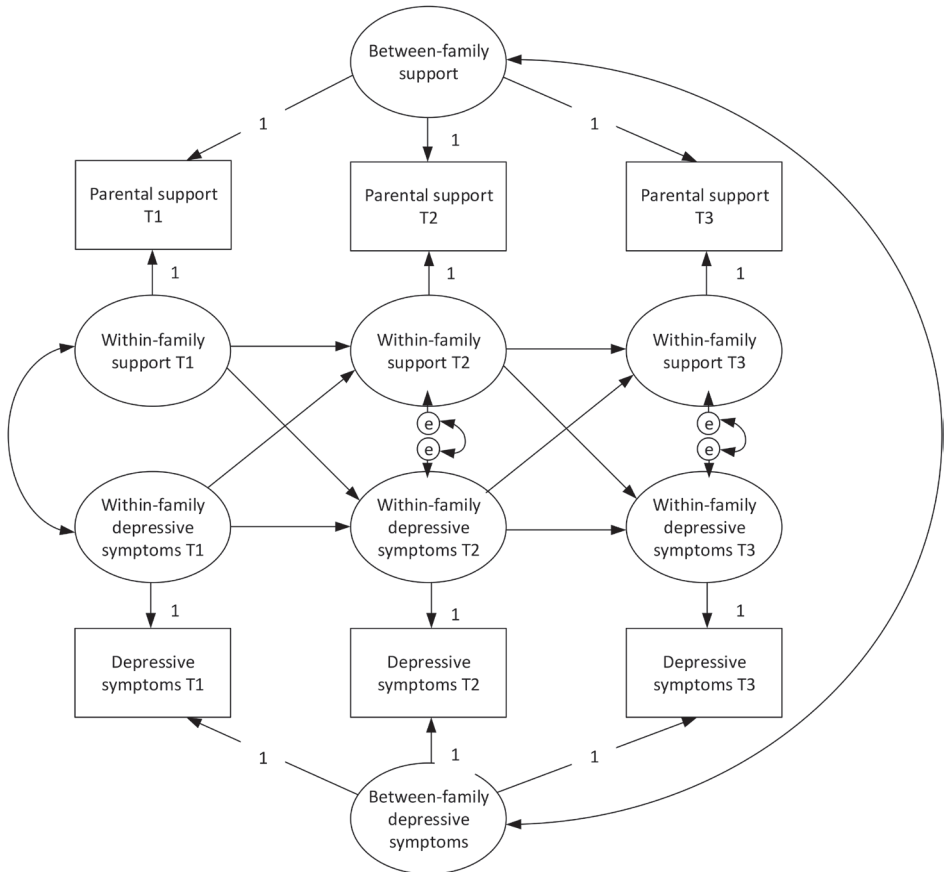 Between-family
support
1
1
1
Parental support
T1
Parental support
T2
Parental support
T3
1
1
1
Within-family
support T1
Within-family
support T2
Within-family
support T3
e
e
e
e
Within-family
depressive
symptoms T1
Within-family
depressive
symptoms T2
Within-family
depressive
symptoms T3
1
1
1
Depressive
symptoms T1
Depressive
symptoms T2
Depressive
symptoms T3
1
1
1
Between-family
depressive
symptoms